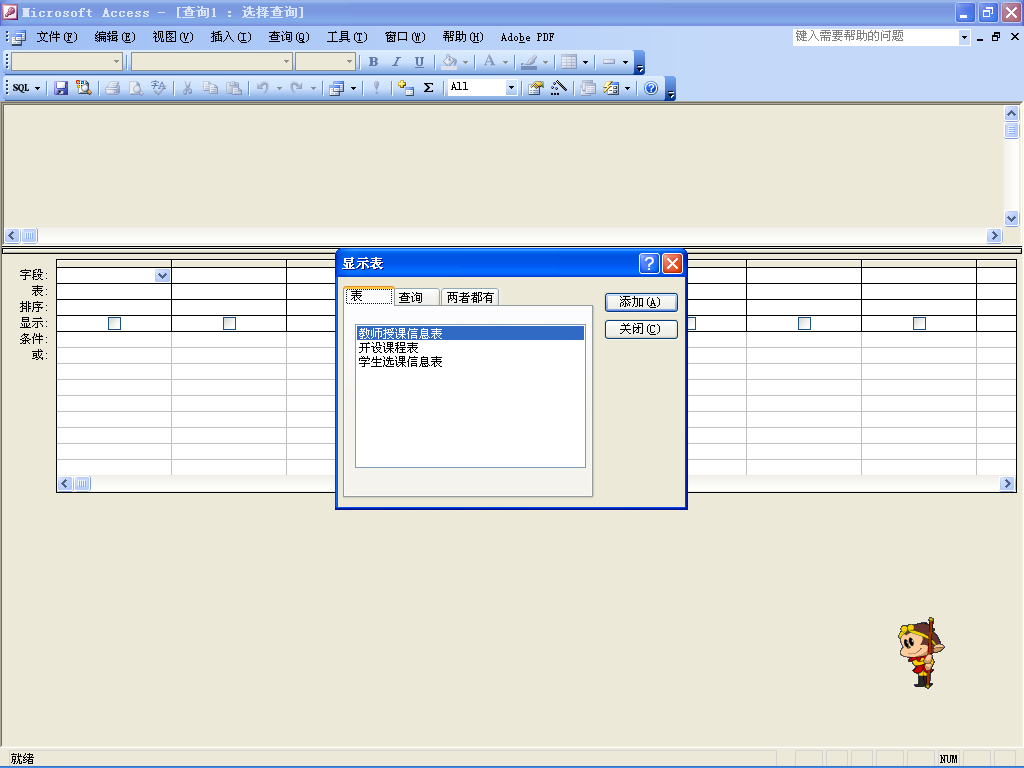 Microsoft Access - [查询1 : 选择查询]
文件(F) 编辑(E) 视图(V) 插入(I) 查询(Q) 工具(T) 窗口(W) 帮助(H) Adobe PDF 键入需要帮助的问题
B I U A
SQL Σ All
字段:
表:
排序:
显示:
条件:
或:
显示表
表 查询 两者都有
教师授课信息表
开设课程表
学生选课信息表
添加(A)
关闭(C)
就绪 NUM